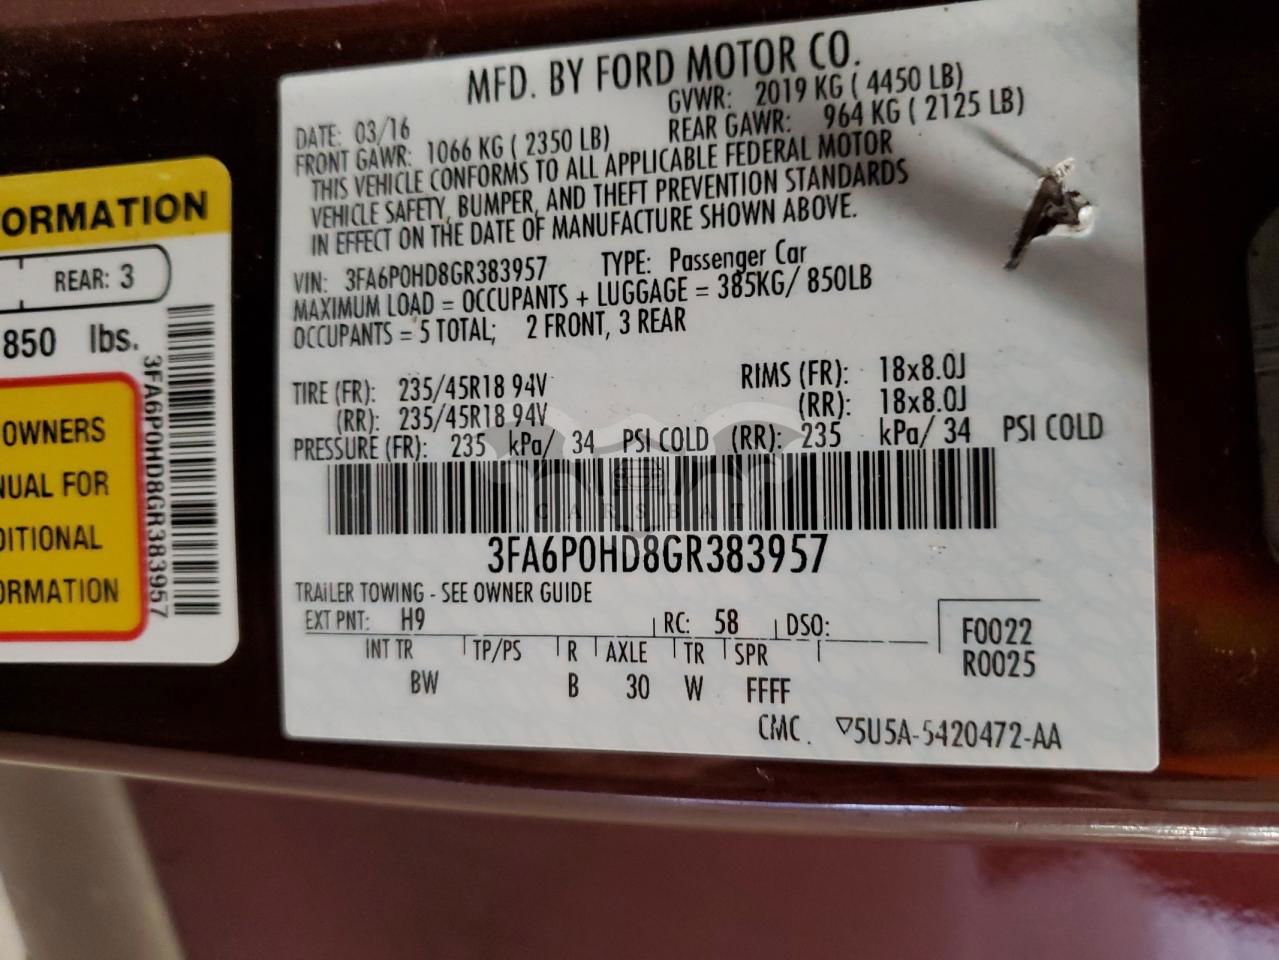 MFD. BY FORD MOTOR CO.
DATE: 03/16 GVWR: 2019 KG ( 4450 LB)
FRONT GAWR: 1066 KG ( 2350 LB) REAR GAWR: 964 KG ( 2125 LB)
THIS VEHICLE CONFORMS TO ALL APPLICABLE FEDERAL MOTOR
VEHICLE SAFETY, BUMPER, AND THEFT PREVENTION STANDARDS
IN EFFECT ON THE DATE OF MANUFACTURE SHOWN ABOVE.
VIN: 3FA6P0HD8GR383957 TYPE: Passenger Car
MAXIMUM LOAD = OCCUPANTS + LUGGAGE = 385KG/ 850LB
OCCUPANTS = 5 TOTAL; 2 FRONT, 3 REAR
TIRE (FR): 235/45R18 94V RIMS (FR): 18x8.0J
(RR): 235/45R18 94V (RR): 18x8.0J
PRESSURE (FR): 235 kPa/ 34 PSI COLD (RR): 235 kPa/ 34 PSI COLD
3FA6P0HD8GR383957
TRAILER TOWING - SEE OWNER GUIDE
EXT PNT: H9 RC: 58 DSO:
F0022
R0025
INT TR TP/PS R AXLE TR SPR
BW B 30 W FFFF
CMC. ▽5U5A-5420472-AA
ORMATION
REAR: 3
850 lbs.
3FA6P0HD8GR383957
OWNERS
NUAL FOR
DITIONAL
ORMATION
CARSBAT